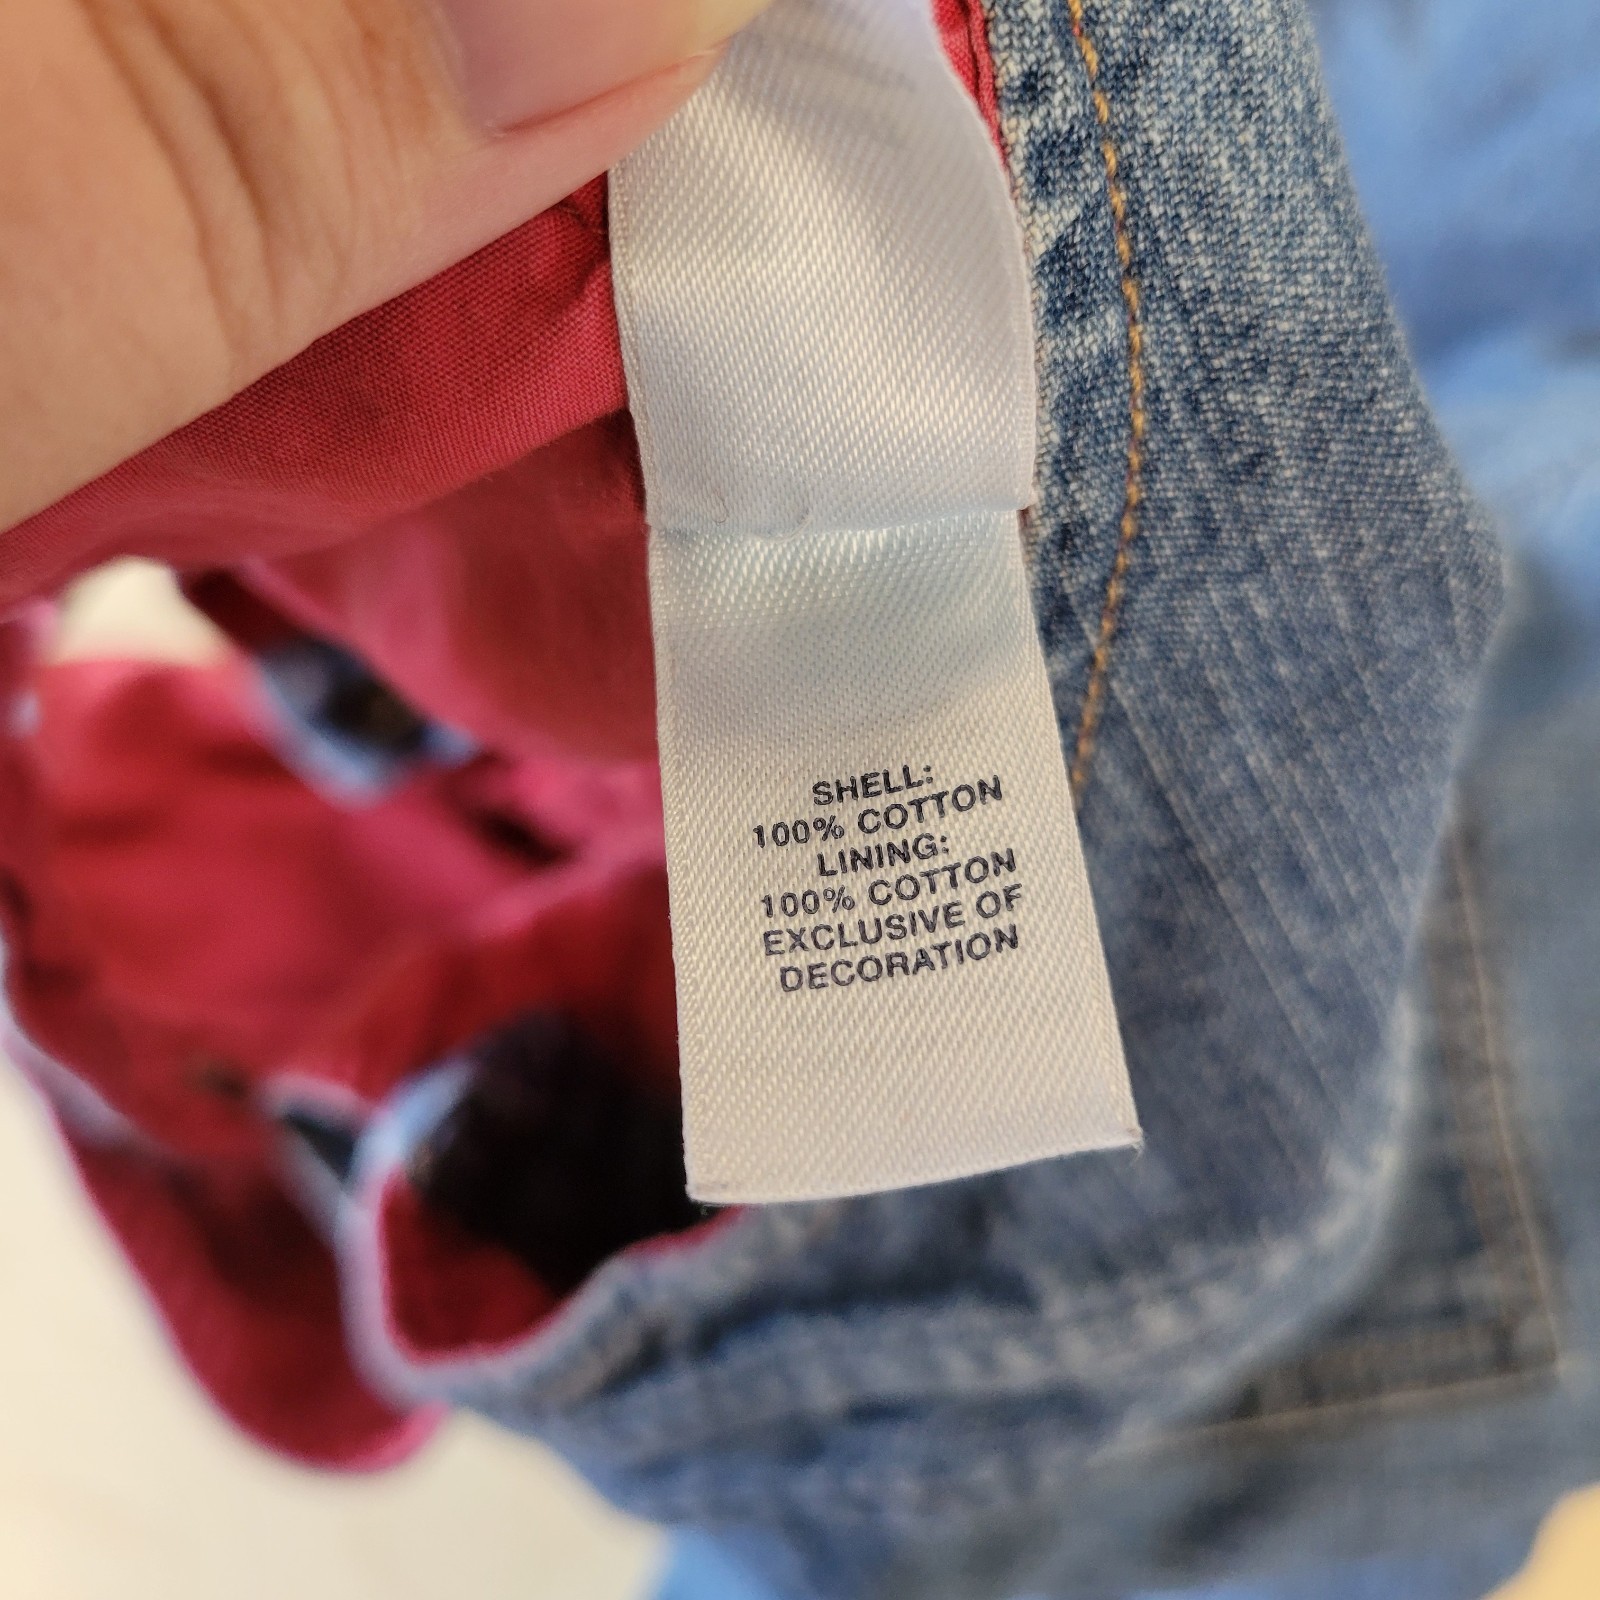 SHELL:
100% COTTON
LINING:
100% COTTON
EXCLUSIVE OF
DECORATION